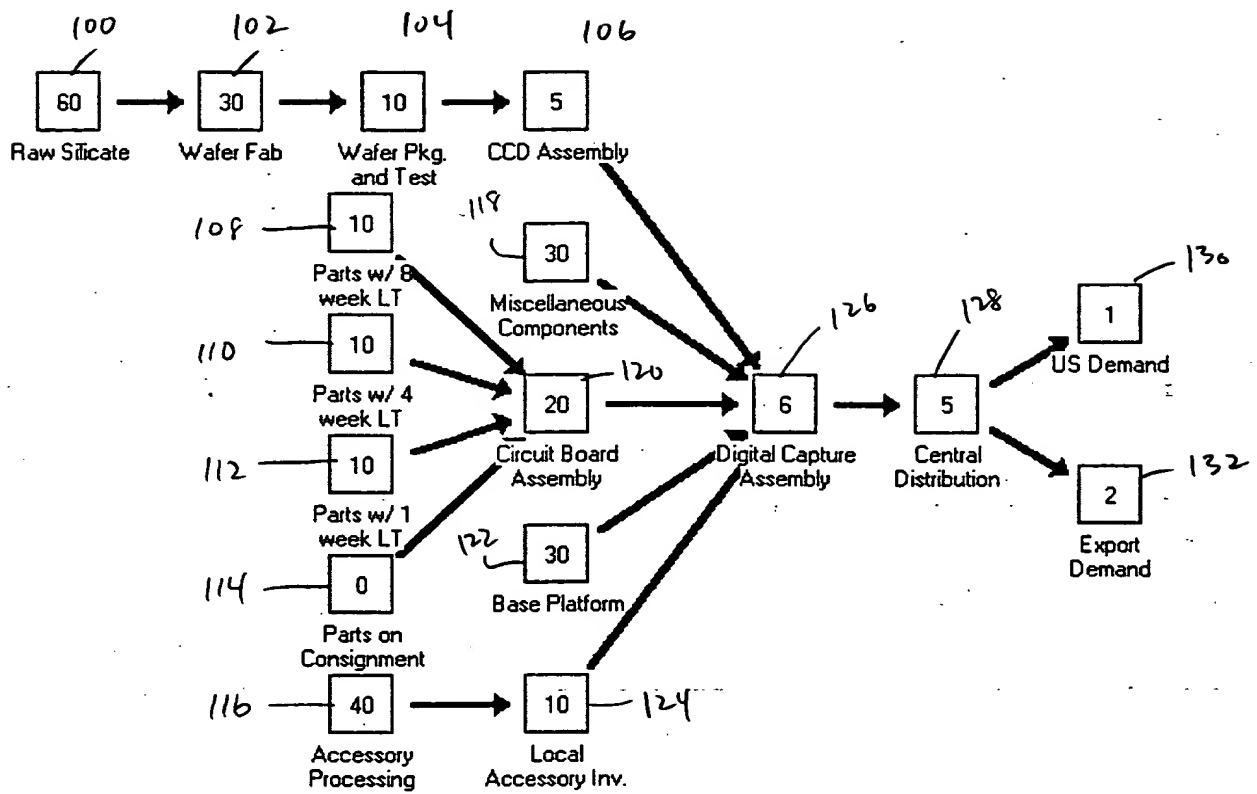 100
102
104
106
60
30
10
5
Raw Silicate
Wafer Fab
Wafer Pkg.
and Test
CCD Assembly
108
10
Parts w/ 8
week LT
118
30
Miscellaneous
Components
110
10
Parts w/ 4
week LT
112
10
Parts w/ 1
week LT
114
0
Parts on
Consignment
116
40
Accessory
Processing
120
20
Circuit Board
Assembly
122
30
Base Platform
10
124
Local
Accessory Inv.
126
6
Digital Capture
Assembly
128
5
Central
Distribution
130
1
US Demand
132
2
Export
Demand